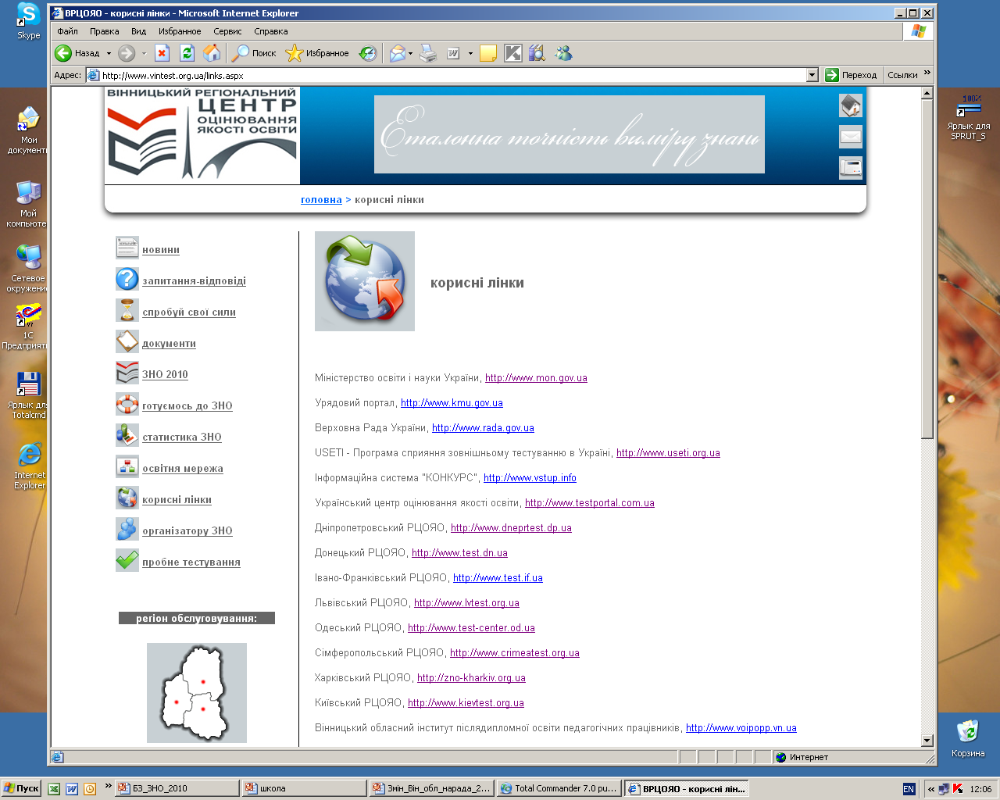 Skype
Мои
документы
Мой
компьюте
Сетевое
окружение
1С
Предприяти
Ярлык для
Totalcmd
Internet
Explorer
ВРЦОЯО - корисні лінки - Microsoft Internet Explorer
Файл Правка Вид Избранное Сервис Справка
Назад Поиск Избранное
Адрес: http://www.vintest.org.ua/links.aspx Переход Ссылки »
ВІННИЦЬКИЙ РЕГІОНАЛЬНИЙ
ЦЕНТР
ОЦІНЮВАННЯ
ЯКОСТІ ОСВІТИ
Еталонна точність виміру знань
головна > корисні лінки
новини
запитання-відповіді
спробуй свої сили
документи
ЗНО 2010
готуємось до ЗНО
статистика ЗНО
освітня мережа
корисні лінки
організатору ЗНО
пробне тестування
регіон обслуговування:
корисні лінки
Міністерство освіти і науки України, http://www.mon.gov.ua
Урядовий портал, http://www.kmu.gov.ua
Верховна Рада України, http://www.rada.gov.ua
USETI - Програма сприяння зовнішньому тестуванню в Україні, http://www.useti.org.ua
Інформаційна система "КОНКУРС", http://www.vstup.info
Український центр оцінювання якості освіти, http://www.testportal.com.ua
Дніпропетровський РЦОЯО, http://www.dneprtest.dp.ua
Донецький РЦОЯО, http://www.test.dn.ua
Івано-Франківський РЦОЯО, http://www.test.if.ua
Львівський РЦОЯО, http://www.lvtest.org.ua
Одеський РЦОЯО, http://www.test-center.od.ua
Сімферопольський РЦОЯО, http://www.crimeatest.org.ua
Харківський РЦОЯО, http://zno-kharkiv.org.ua
Київський РЦОЯО, http://www.kievtest.org.ua
Вінницький обласний інститут післядипломної освіти педагогічних працівників, http://www.voipopp.vn.ua
Интернет
100%
Ярлык для
SPRUT_S
Корзина
Пуск » БЗ_ЗНО_2010 школа Змін_Він_обл_нарада_2... Total Commander 7.0 pu... ВРЦОЯО - корисні лін... EN « 12:06